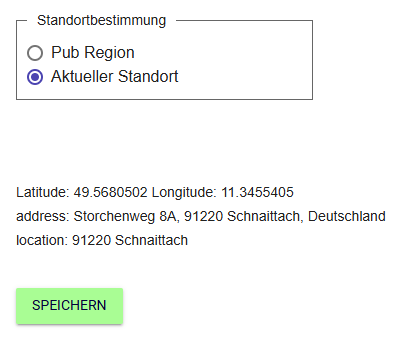 Standortbestimmung
Pub Region
Aktueller Standort
Latitude: 49.5680502 Longitude: 11.3455405
address: Storchenweg 8A, 91220 Schnaittach, Deutschland
location: 91220 Schnaittach
SPEICHERN